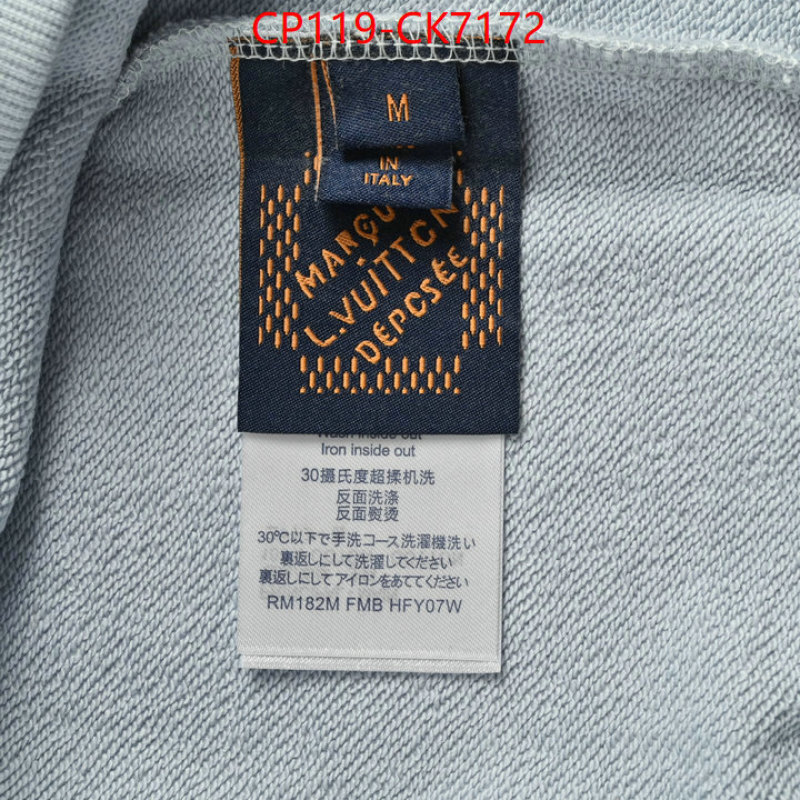 CP119-CK7172
M
IN
ITALY
L.VUITTON
DÉPOSÉE
Iron inside out
30摄氏度超揉机洗
反面洗涤
反面熨烫
30℃以下で手洗コース洗濯機洗い
裏返しにして洗濯してください
裏返しにしてアイロンをあててください
RM182M FMB HFY07W